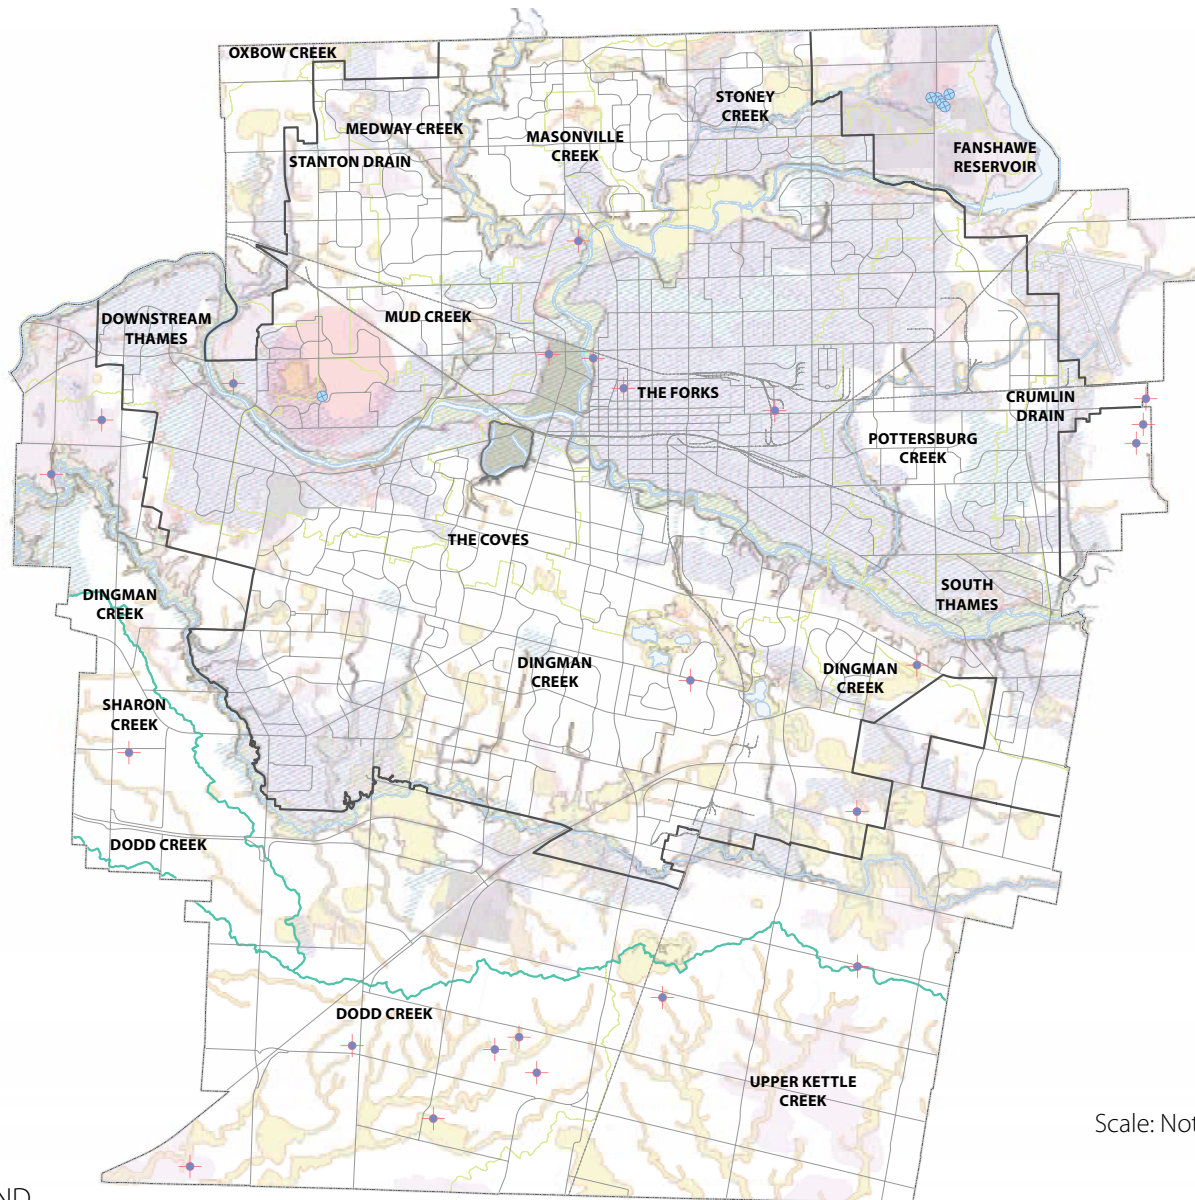 OXBOW CREEK
STONEY
CREEK
MEDWAY CREEK
MASONVILLE
CREEK
STANTON DRAIN
FANSHAWE
RESERVOIR
DOWNSTREAM
THAMES
MUD CREEK
THE FORKS
CRUMLIN
DRAIN
POTTERSBURG
CREEK
THE COVES
SOUTH
THAMES
DINGMAN
CREEK
DINGMAN
CREEK
DINGMAN
CREEK
SHARON
CREEK
DODD CREEK
DODD CREEK
UPPER KETTLE
CREEK
Scale: Not
ND